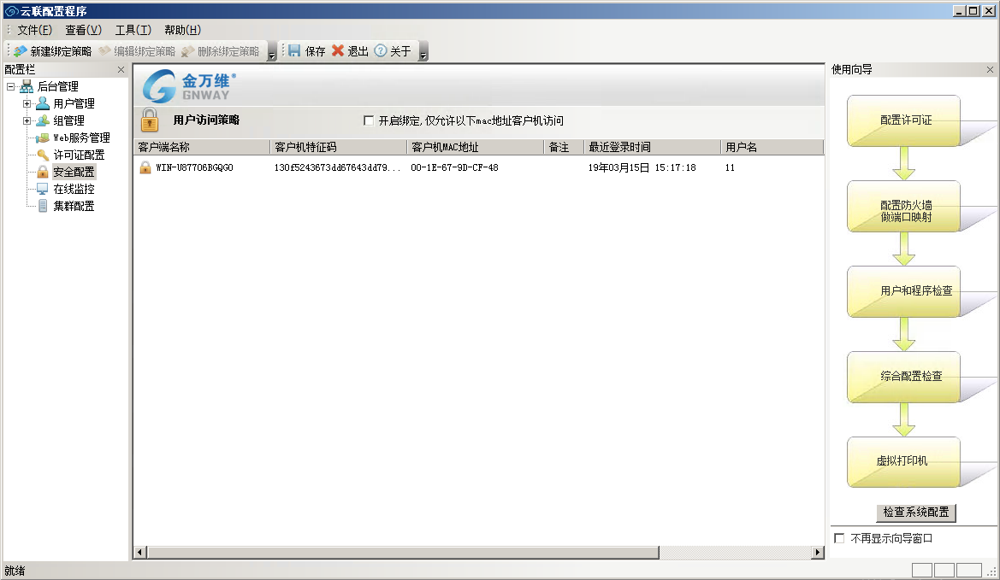 云联配置程序
文件(F) 查看(V) 工具(T) 帮助(H)
新建绑定策略 编辑绑定策略 删除绑定策略 保存 退出 关于
配置栏
后台管理
用户管理
组管理
Web服务管理
许可证配置
安全配置
在线监控
集群配置
金万维®
GNWAY
用户访问策略
开启绑定,仅允许以下mac地址客户机访问
客户端名称 客户机特征码 客户机MAC地址 备注 最近登录时间 用户名
WIN-U87706BGQGO 130f5243673dd67643dd79... 00-1E-67-9D-CF-48 19年03月15日 15:17:18 11
使用向导
配置许可证
配置防火墙
做端口映射
用户和程序检查
综合配置检查
虚拟打印机
检查系统配置
不再显示向导窗口
就绪